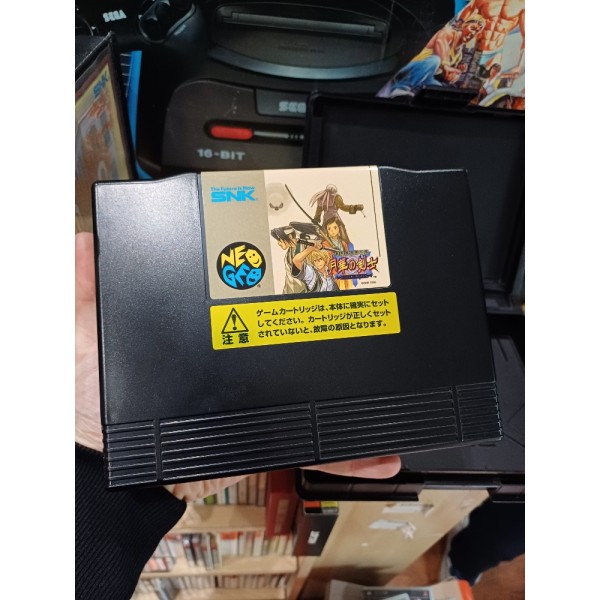 SEGA
SEGA
16-BIT
SNK
The Future Is Now
SNK
NEO
GEO
月華の剣士
注意
ゲームカートリッジは、本体に確実にセット
してください。カートリッジが正しくセット
されていないと、故障の原因となります。